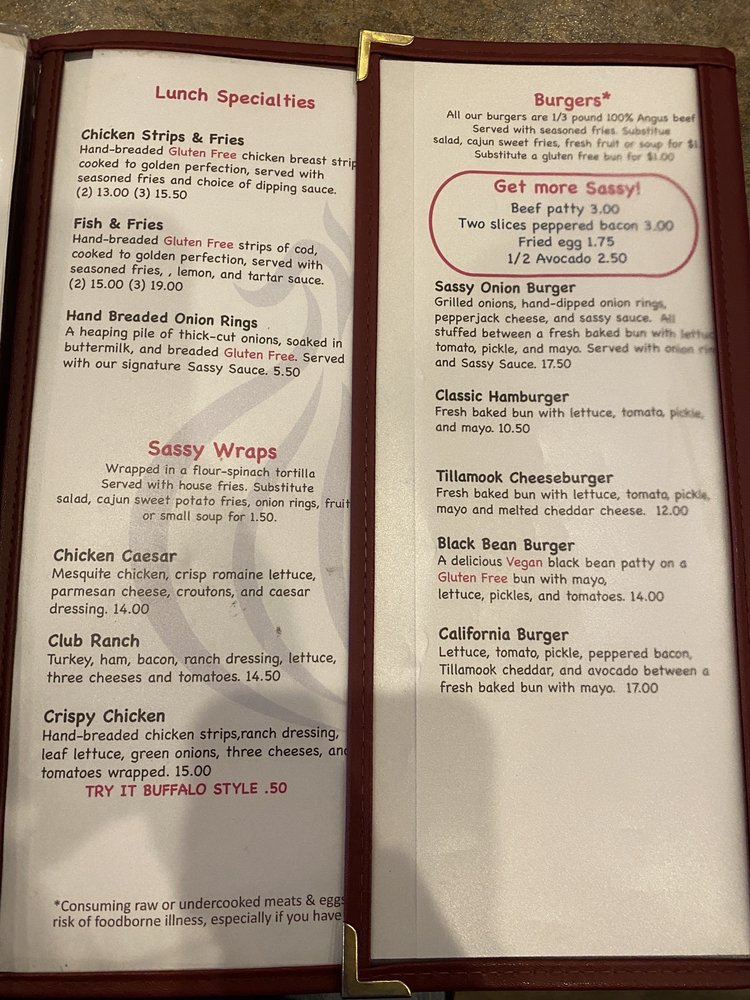 Lunch Specialties
Chicken Strips & Fries
Hand-breaded Gluten Free chicken breast strip
cooked to golden perfection, served with
seasoned fries and choice of dipping sauce.
(2) 13.00 (3) 15.50
Fish & Fries
Hand-breaded Gluten Free strips of cod,
cooked to golden perfection, served with
seasoned fries, , lemon, and tartar sauce.
(2) 15.00 (3) 19.00
Hand Breaded Onion Rings
A heaping pile of thick-cut onions, soaked in
buttermilk, and breaded Gluten Free. Served
with our signature Sassy Sauce. 5.50
Sassy Wraps
Wrapped in a flour-spinach tortilla
Served with house fries. Substitute
salad, cajun sweet potato fries, onion rings, fruit
or small soup for 1.50.
Chicken Caesar
Mesquite chicken, crisp romaine lettuce,
parmesan cheese, croutons, and caesar
dressing. 14.00
Club Ranch
Turkey, ham, bacon, ranch dressing, lettuce,
three cheeses and tomatoes. 14.50
Crispy Chicken
Hand-breaded chicken strips,ranch dressing,
leaf lettuce, green onions, three cheeses, and
tomatoes wrapped. 15.00
TRY IT BUFFALO STYLE .50
*Consuming raw or undercooked meats & eggs
risk of foodborne illness, especially if you have
Burgers*
All our burgers are 1/3 pound 100% Angus beef
Served with seasoned fries. Substitue
salad, cajun sweet fries, fresh fruit or soup for $1
Substitute a gluten free bun for $1.00
Get more Sassy!
Beef patty 3.00
Two slices peppered bacon 3.00
Fried egg 1.75
1/2 Avocado 2.50
Sassy Onion Burger
Grilled onions, hand-dipped onion rings,
pepperjack cheese, and sassy sauce. All
stuffed between a fresh baked bun with lettuc
tomato, pickle, and mayo. Served with onion rin
and Sassy Sauce. 17.50
Classic Hamburger
Fresh baked bun with lettuce, tomato, pickle,
and mayo. 10.50
Tillamook Cheeseburger
Fresh baked bun with lettuce, tomato, pickle,
mayo and melted cheddar cheese. 12.00
Black Bean Burger
A delicious Vegan black bean patty on a
Gluten Free bun with mayo,
lettuce, pickles, and tomatoes. 14.00
California Burger
Lettuce, tomato, pickle, peppered bacon,
Tillamook cheddar, and avocado between a
fresh baked bun with mayo. 17.00